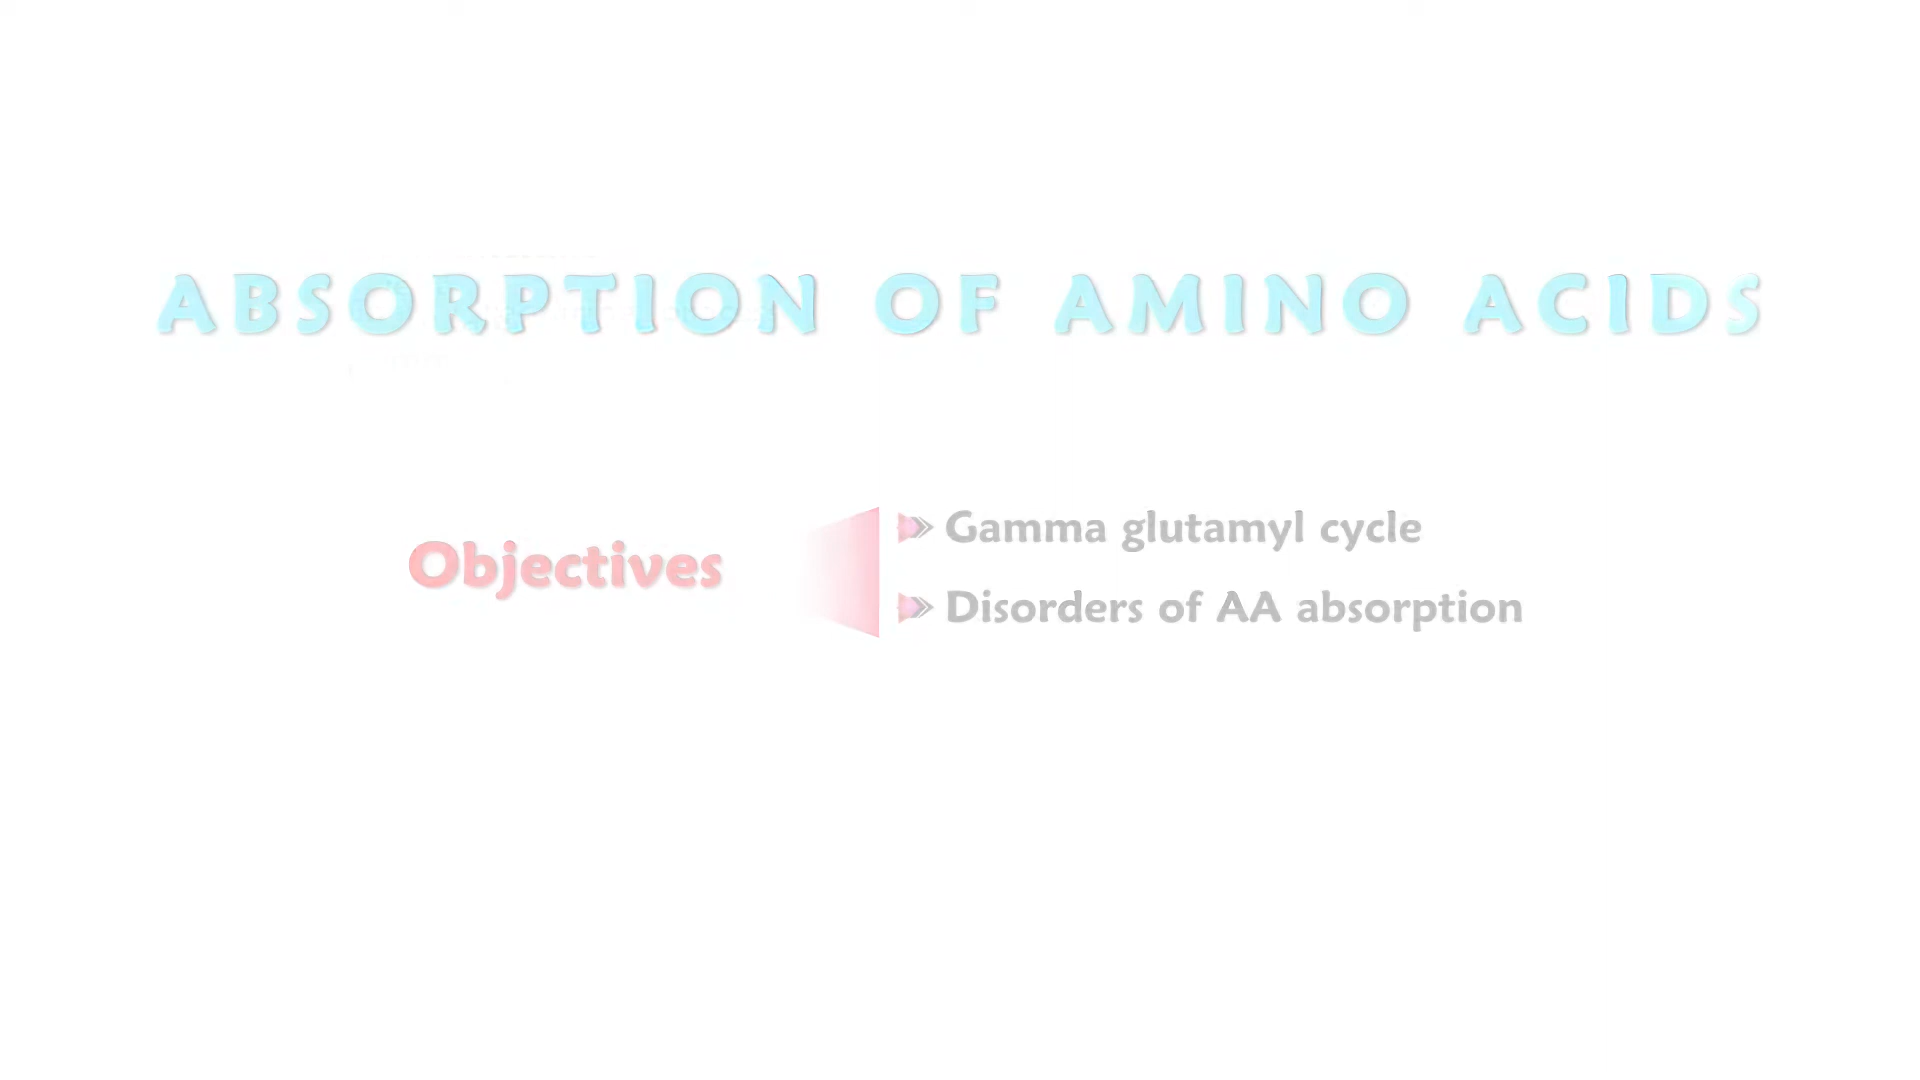 ABSORPTION OF AMINO ACIDS
Objectives
Gamma glutamyl cycle
Disorders of AA absorption